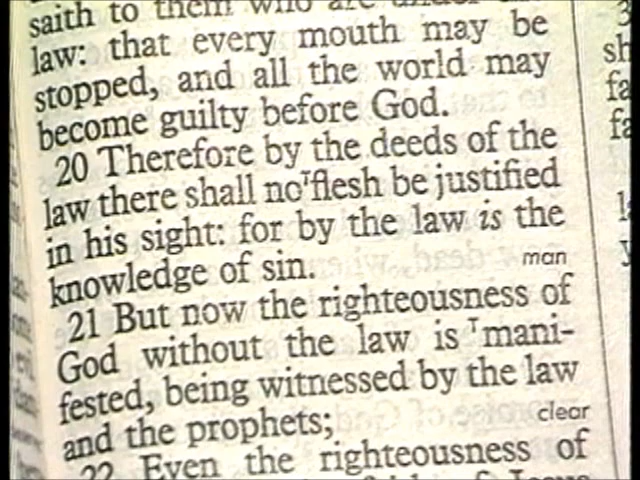 saith to them who are under the
law: that every mouth may be
stopped, and all the world may
become guilty before God.
20 Therefore by the deeds of the
law there shall no ⸆flesh be justified
in his sight: for by the law is the
knowledge of sin. man
21 But now the righteousness of
God without the law is ⸆mani-
fested, being witnessed by the law
and the prophets; clear
22 Even the righteousness of